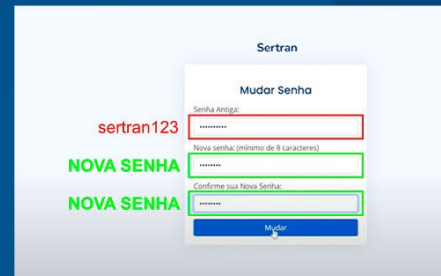 Sertran
Mudar Senha
Senha Antiga:
sertran123 ••••••••••
Nova senha: (mínimo de 8 caracteres)
NOVA SENHA ••••••••
Confirme sua Nova Senha:
NOVA SENHA ••••••••
Mudar